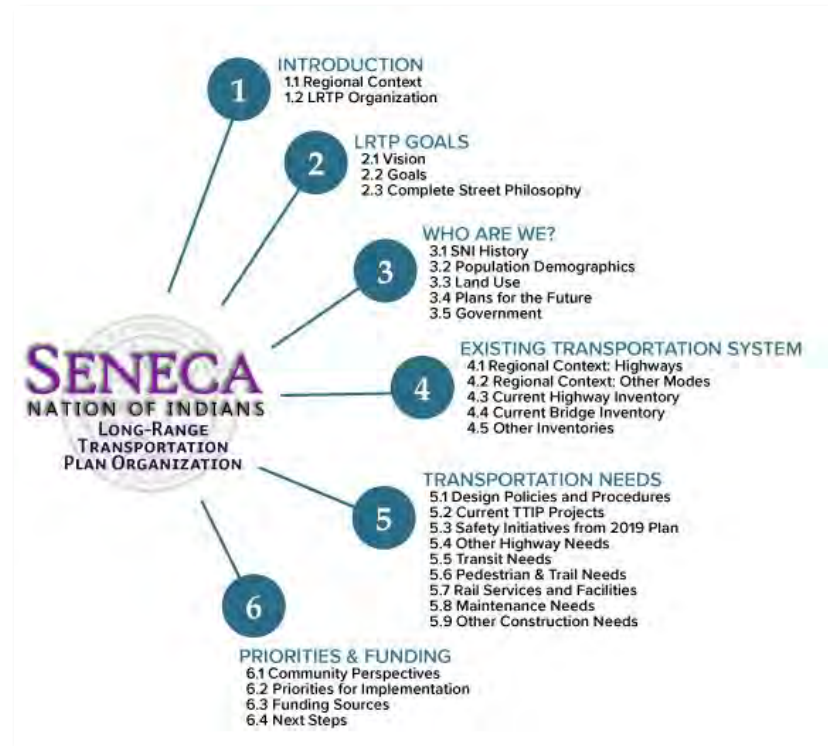 1
INTRODUCTION
1.1 Regional Context
1.2 LRTP Organization
2
LRTP GOALS
2.1 Vision
2.2 Goals
2.3 Complete Street Philosophy
3
WHO ARE WE?
3.1 SNI History
3.2 Population Demographics
3.3 Land Use
3.4 Plans for the Future
3.5 Government
SENECA
NATION OF INDIANS
LONG-RANGE
TRANSPORTATION
PLAN ORGANIZATION
4
EXISTING TRANSPORTATION SYSTEM
4.1 Regional Context: Highways
4.2 Regional Context: Other Modes
4.3 Current Highway Inventory
4.4 Current Bridge Inventory
4.5 Other Inventories
5
TRANSPORTATION NEEDS
5.1 Design Policies and Procedures
5.2 Current TTIP Projects
5.3 Safety Initiatives from 2019 Plan
5.4 Other Highway Needs
5.5 Transit Needs
5.6 Pedestrian & Trail Needs
5.7 Rail Services and Facilities
5.8 Maintenance Needs
5.9 Other Construction Needs
6
PRIORITIES & FUNDING
6.1 Community Perspectives
6.2 Priorities for Implementation
6.3 Funding Sources
6.4 Next Steps